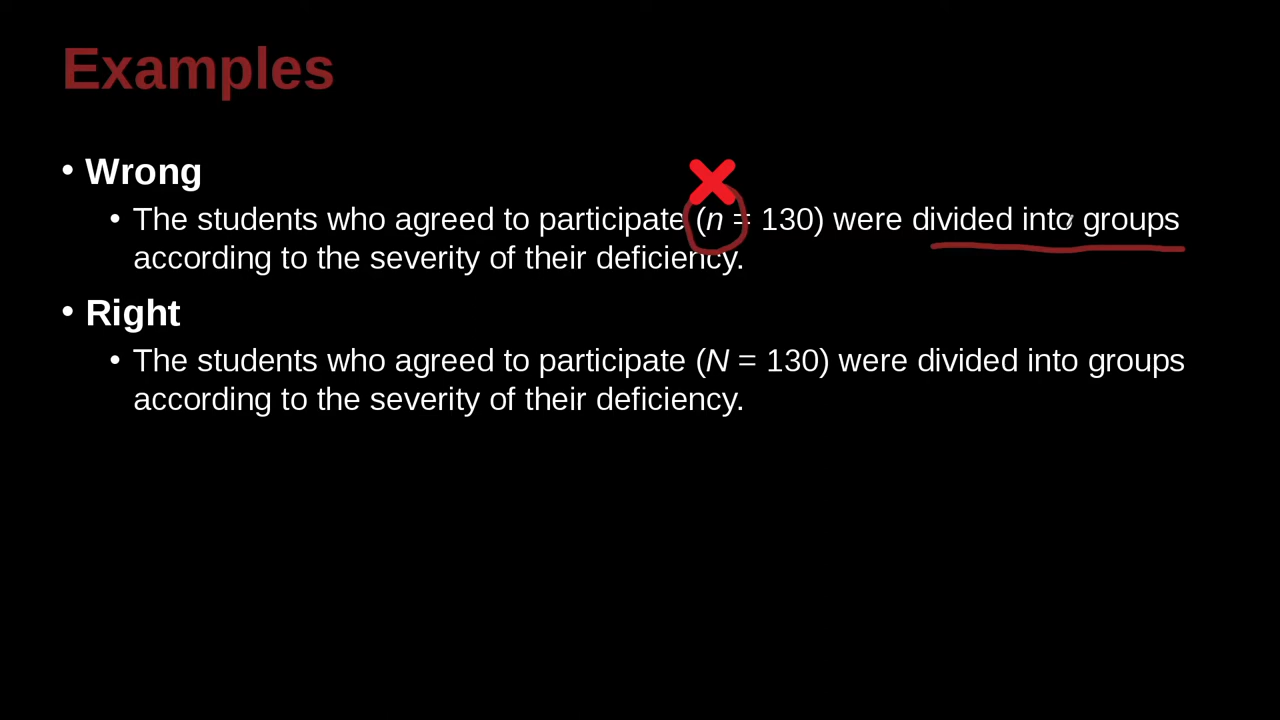 Examples
• Wrong
• The students who agreed to participate (n = 130) were divided into groups
according to the severity of their deficiency.
• Right
• The students who agreed to participate (N = 130) were divided into groups
according to the severity of their deficiency.